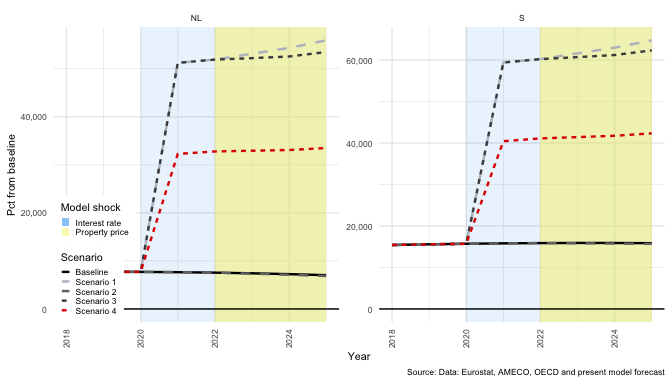 NL
S
Pct from baseline
40,000
20,000
0
60,000
40,000
20,000
0
Model shock
Interest rate
Property price
Scenario
Baseline
Scenario 1
Scenario 2
Scenario 3
Scenario 4
2018
2020
2022
2024
2018
2020
2022
2024
Year
Source: Data: Eurostat, AMECO, OECD and present model forecast